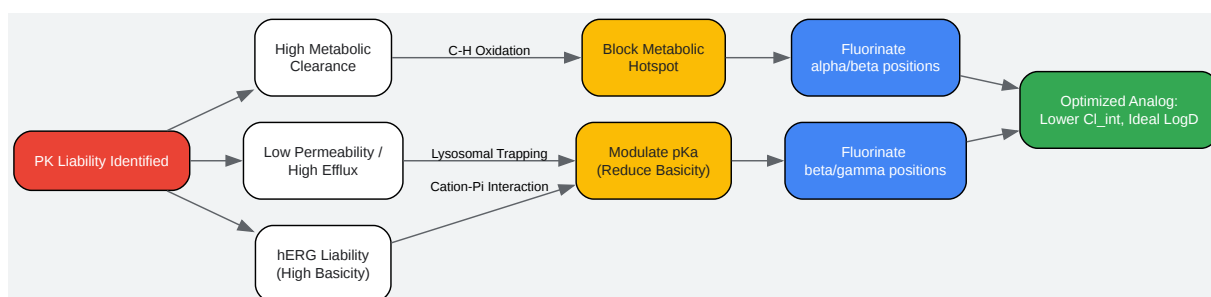 High Metabolic
Clearance
C-H Oxidation
Block Metabolic
Hotspot
Fluorinate
alpha/beta positions
Optimized Analog:
Lower Cl_int, Ideal LogD
PK Liability Identified
Low Permeability /
High Efflux
Lysosomal Trapping
Cation-Pi Interaction
Modulate pKa
(Reduce Basicity)
Fluorinate
beta/gamma positions
hERG Liability
(High Basicity)